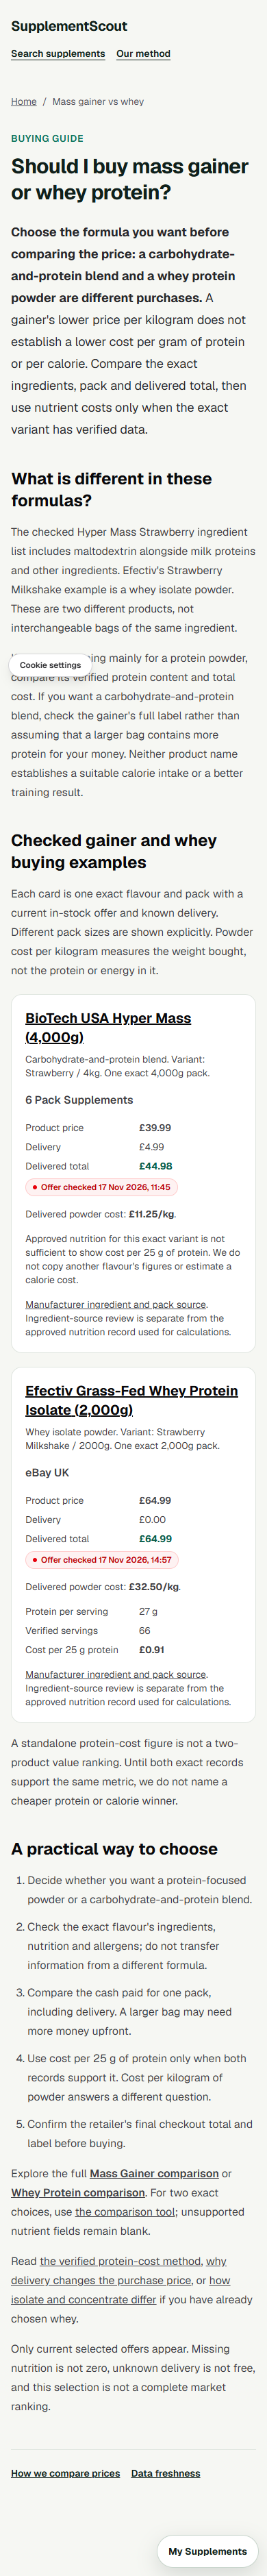 SupplementScout
Search supplements Our method
Home / Mass gainer vs whey
BUYING GUIDE
Should I buy mass gainer
or whey protein?
Choose the formula you want before
comparing the price: a carbohydrate-
and-protein blend and a whey protein
powder are different purchases. A
gainer's lower price per kilogram does not
establish a lower cost per gram of protein
or per calorie. Compare the exact
ingredients, pack and delivered total, then
use nutrient costs only when the exact
variant has verified data.
What is different in these
formulas?
The checked Hyper Mass Strawberry ingredient
list includes maltodextrin alongside milk proteins
and other ingredients. Efectiv's Strawberry
Milkshake example is a whey isolate powder.
These are two different products, not
interchangeable bags of the same ingredient.
mainly for a protein powder,
Cookie settings
compare its verified protein content and total
cost. If you want a carbohydrate-and-protein
blend, check the gainer's full label rather than
assuming that a larger bag contains more
protein for your money. Neither product name
establishes a suitable calorie intake or a better
training result.
Checked gainer and whey
buying examples
Each card is one exact flavour and pack with a
current in-stock offer and known delivery.
Different pack sizes are shown explicitly. Powder
cost per kilogram measures the weight bought,
not the protein or energy in it.
BioTech USA Hyper Mass
(4,000g)
Carbohydrate-and-protein blend. Variant:
Strawberry / 4kg. One exact 4,000g pack.
6 Pack Supplements
Product price £39.99
Delivery £4.99
Delivered total £44.98
Offer checked 17 Nov 2026, 11:45
Delivered powder cost: £11.25/kg.
Approved nutrition for this exact variant is not
sufficient to show cost per 25 g of protein. We do
not copy another flavour's figures or estimate a
calorie cost.
Manufacturer ingredient and pack source.
Ingredient-source review is separate from the
approved nutrition record used for calculations.
Efectiv Grass-Fed Whey Protein
Isolate (2,000g)
Whey isolate powder. Variant: Strawberry
Milkshake / 2000g. One exact 2,000g pack.
eBay UK
Product price £64.99
Delivery £0.00
Delivered total £64.99
Offer checked 17 Nov 2026, 14:57
Delivered powder cost: £32.50/kg.
Protein per serving 27 g
Verified servings 66
Cost per 25 g protein £0.91
Manufacturer ingredient and pack source.
Ingredient-source review is separate from the
approved nutrition record used for calculations.
A standalone protein-cost figure is not a two-
product value ranking. Until both exact records
support the same metric, we do not name a
cheaper protein or calorie winner.
A practical way to choose
1. Decide whether you want a protein-focused
powder or a carbohydrate-and-protein blend.
2. Check the exact flavour's ingredients,
nutrition and allergens; do not transfer
information from a different formula.
3. Compare the cash paid for one pack,
including delivery. A larger bag may need
more money upfront.
4. Use cost per 25 g of protein only when both
records support it. Cost per kilogram of
powder answers a different question.
5. Confirm the retailer's final checkout total and
label before buying.
Explore the full Mass Gainer comparison or
Whey Protein comparison. For two exact
choices, use the comparison tool; unsupported
nutrient fields remain blank.
Read the verified protein-cost method, why
delivery changes the purchase price, or how
isolate and concentrate differ if you have already
chosen whey.
Only current selected offers appear. Missing
nutrition is not zero, unknown delivery is not free,
and this selection is not a complete market
ranking.
How we compare prices Data freshness
My Supplements